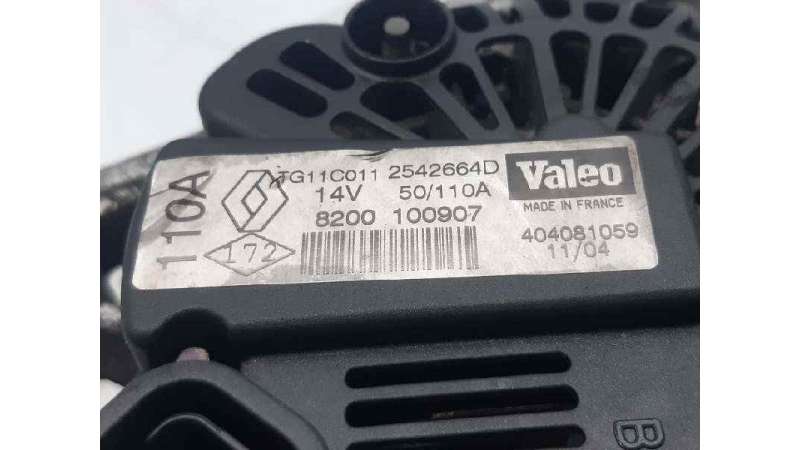 110A
TG11C011 2542664D
14V 50/110A
8200 100907
172
Valeo
MADE IN FRANCE
404081059
11/04
B